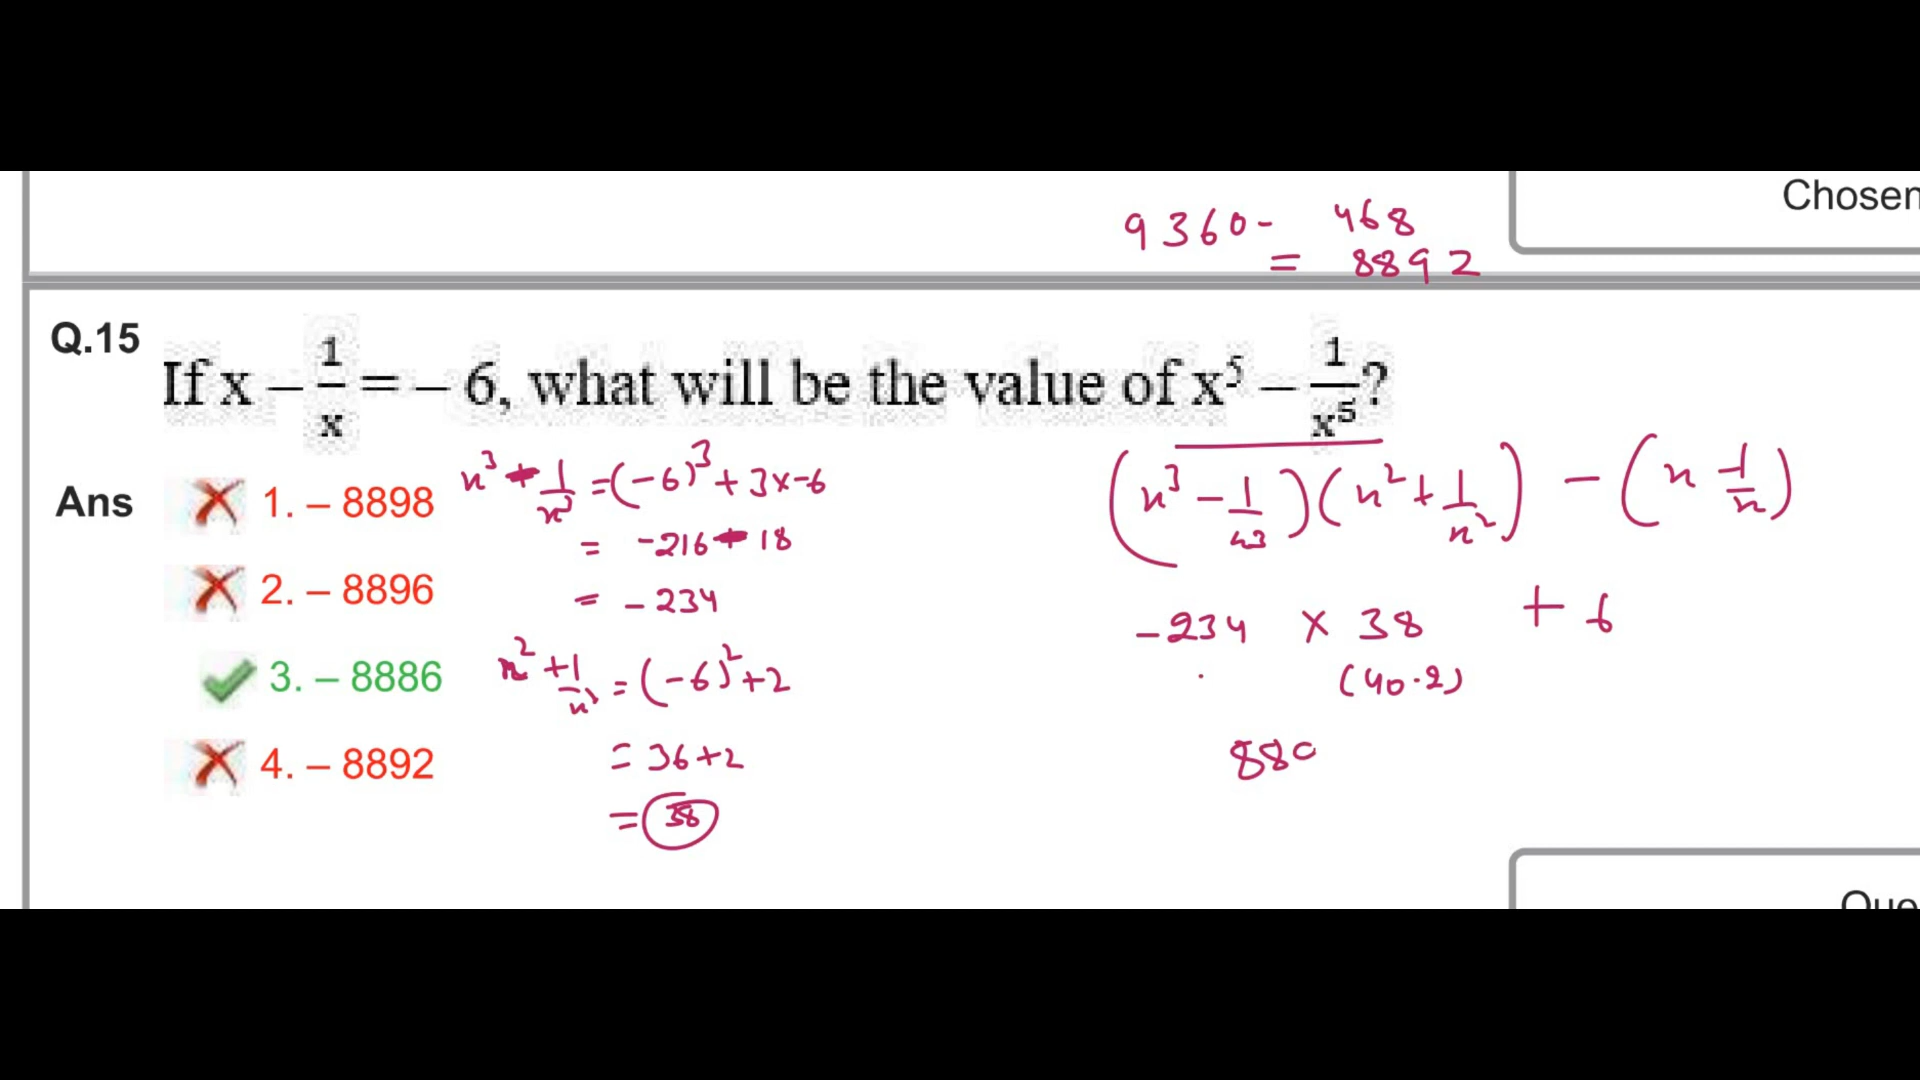 Chosen
9360- 468
= 8892
Q.15 If x – 1/x = – 6, what will be the value of x⁵ – 1/x⁵?
Ans
1. – 8898
2. – 8896
3. – 8886
4. – 8892
x³ - 1/x³ = (-6)³ + 3x-6
= -216 - 18
= - 234
x² + 1/x² = (-6)² + 2
= 36+2
= 38
(x³ - 1/x³)(x² + 1/x²) - (x - 1/x)
-234 × 38 + 6
(40-2)
888